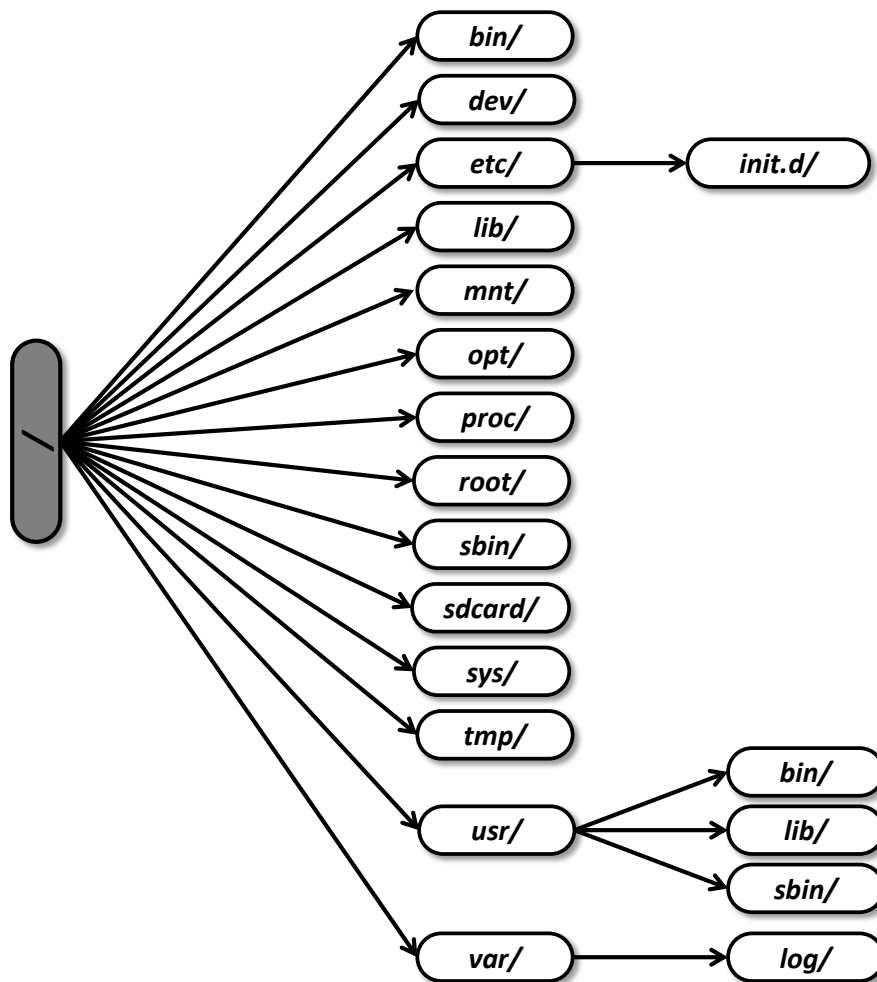 bin/
dev/
etc/
init.d/
lib/
mnt/
opt/
/
proc/
root/
sbin/
sdcard/
sys/
tmp/
bin/
usr/
lib/
sbin/
var/
log/